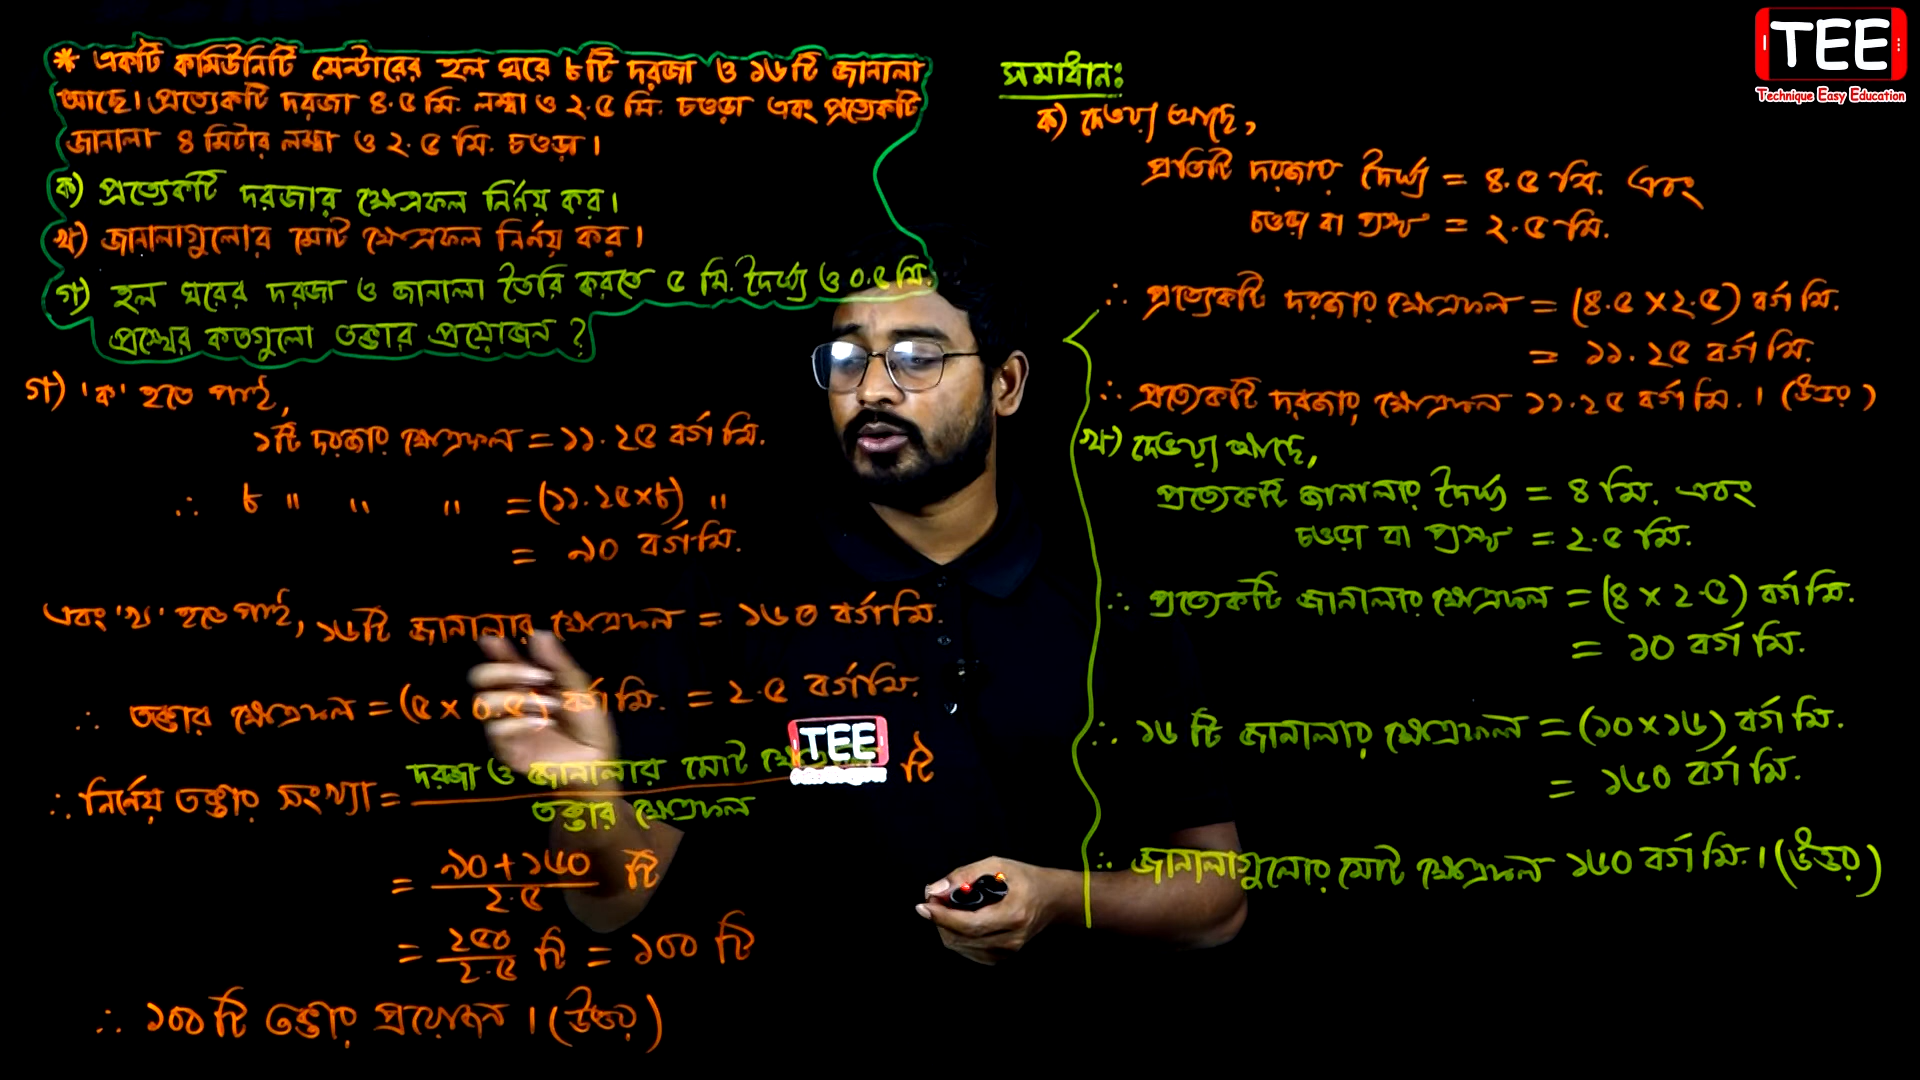 * একটি কমিউনিটি সেন্টারের হল ঘরে ৮টি দরজা ও ১৬টি জানালা
আছে। প্রত্যেকটি দরজা ৪.৫ মি. লম্বা ও ২.৫ মি. চওড়া এবং প্রত্যেকটি
জানালা ৪ মিটার লম্বা ও ২.৫ মি. চওড়া।
ক) প্রত্যেকটি দরজার ক্ষেত্রফল নির্ণয় কর।
খ) জানালাগুলোর মোট ক্ষেত্রফল নির্ণয় কর।
গ) হল ঘরের দরজা ও জানালা তৈরি করতে ৫ মি. দৈর্ঘ্য ও ০.৫ মি.
প্রস্থের কতগুলো তক্তার প্রয়োজন?
গ) 'ক' হতে পাই,
১টি দরজার ক্ষেত্রফল = ১১.২৫ বর্গ মি.
∴ ৮ " " " = (১১.২৫×৮) "
= ৯০ বর্গ মি.
এবং 'খ' হতে পাই, ১৬টি জানালার ক্ষেত্রফল = ১৬০ বর্গ মি.
∴ তক্তার ক্ষেত্রফল = (৫ × ০.৫) বর্গ মি. = ২.৫ বর্গ মি.
∴ নির্ণেয় তক্তার সংখ্যা = দরজা ও জানালার মোট / তক্তার ক্ষেত্রফল টি
= ৯০+১৬০ / ২.৫ টি
= ২৫০ / ২.৫ টি = ১০০ টি
∴ ১০০ টি তক্তার প্রয়োজন। (উত্তর)
সমাধানঃ
ক) দেওয়া আছে,
প্রতিটি দরজার দৈর্ঘ্য = ৪.৫ মি. এবং
চওড়া বা প্রস্থ = ২.৫ মি.
∴ প্রত্যেকটি দরজার ক্ষেত্রফল = (৪.৫ × ২.৫) বর্গ মি.
= ১১.২৫ বর্গ মি.
∴ প্রত্যেকটি দরজার ক্ষেত্রফল ১১.২৫ বর্গ মি.। (উত্তর)
খ) দেওয়া আছে,
প্রত্যেকটি জানালার দৈর্ঘ্য = ৪ মি. এবং
চওড়া বা প্রস্থ = ২.৫ মি.
∴ প্রত্যেকটি জানালার ক্ষেত্রফল = (৪ × ২.৫) বর্গ মি.
= ১০ বর্গ মি.
∴ ১৬ টি জানালার ক্ষেত্রফল = (১০×১৬) বর্গ মি.
= ১৬০ বর্গ মি.
∴ জানালাগুলোর মোট ক্ষেত্রফল ১৬০ বর্গ মি.। (উত্তর)
TEE
Technique Easy Education
TEE